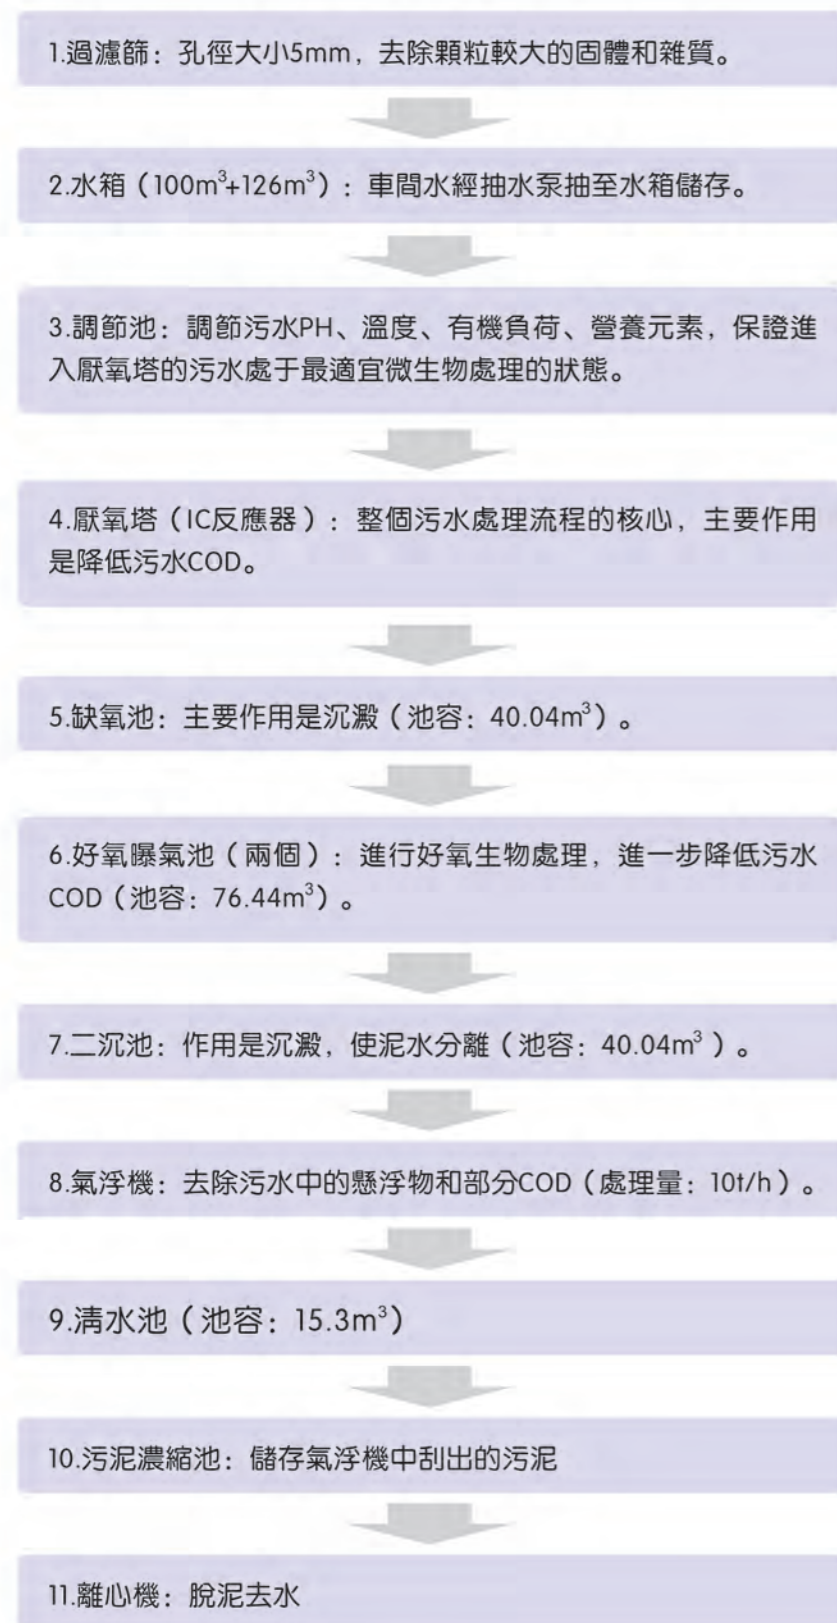 1.過濾篩：孔徑大小5mm，去除顆粒較大的固體和雜質。
2.水箱（100m³+126m³）：車間水經抽水泵抽至水箱儲存。
3.調節池：調節污水PH、溫度、有機負荷、營養元素，保證進
入厭氧塔的污水處于最適宜微生物處理的狀態。
4.厭氧塔（IC反應器）：整個污水處理流程的核心，主要作用
是降低污水COD。
5.缺氧池：主要作用是沉澱（池容：40.04m³）。
6.好氧曝氣池（兩個）：進行好氧生物處理，進一步降低污水
COD（池容：76.44m³）。
7.二沉池：作用是沉澱，使泥水分離（池容：40.04m³）。
8.氣浮機：去除污水中的懸浮物和部分COD（處理量：10t/h）。
9.清水池（池容：15.3m³）
10.污泥濃縮池：儲存氣浮機中刮出的污泥
11.離心機：脫泥去水